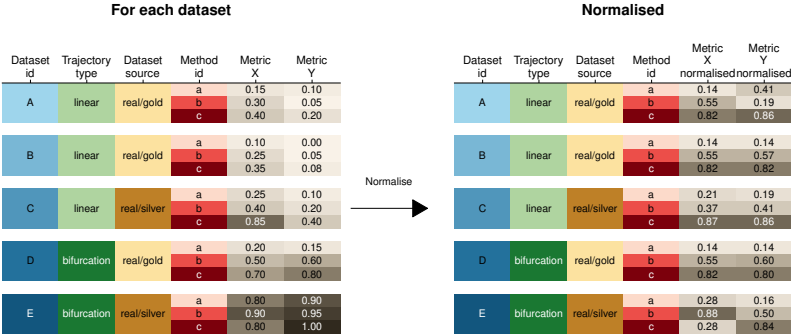 For each dataset
Normalised
Dataset id Trajectory type Dataset source Method id Metric X Metric Y
A linear real/gold a 0.15 0.10
b 0.30 0.05
c 0.40 0.20
B linear real/gold a 0.10 0.00
b 0.25 0.05
c 0.35 0.08
C linear real/silver a 0.25 0.10
b 0.40 0.20
c 0.85 0.40
D bifurcation real/gold a 0.20 0.15
b 0.50 0.60
c 0.70 0.80
E bifurcation real/silver a 0.80 0.90
b 0.90 0.95
c 0.80 1.00
Normalise
Dataset id Trajectory type Dataset source Method id Metric X normalised Metric Y normalised
A linear real/gold a 0.14 0.41
b 0.55 0.19
c 0.82 0.86
B linear real/gold a 0.14 0.14
b 0.55 0.57
c 0.82 0.82
C linear real/silver a 0.21 0.19
b 0.37 0.41
c 0.87 0.86
D bifurcation real/gold a 0.14 0.14
b 0.55 0.60
c 0.82 0.80
E bifurcation real/silver a 0.28 0.16
b 0.88 0.50
c 0.28 0.84